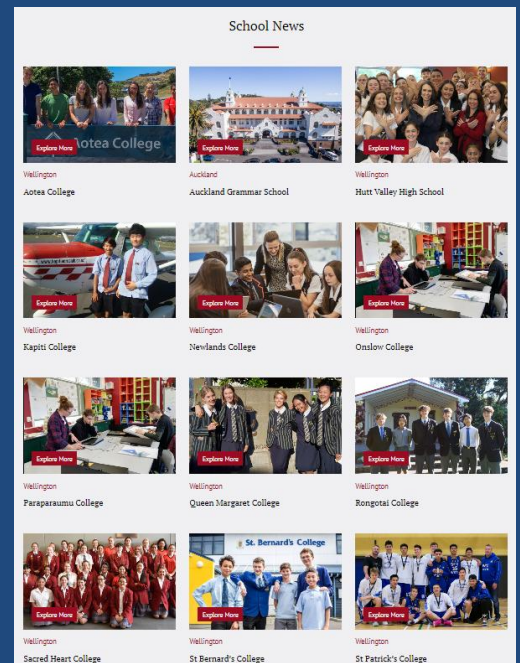 School News
Aotea College
Explore More
Explore More
Explore More
Wellington
Auckland
Wellington
Aotea College
Auckland Grammar School
Hutt Valley High School
Explore More
Explore More
Explore More
Wellington
Wellington
Wellington
Kapiti College
Newlands College
Onslow College
Explore More
Explore More
Explore More
Wellington
Wellington
Wellington
Paraparaumu College
Queen Margaret College
Rongotai College
St. Bernard's College
Explore More
Explore More
Explore More
Wellington
Wellington
Wellington
Sacred Heart College
St Bernard's College
St Patrick's College